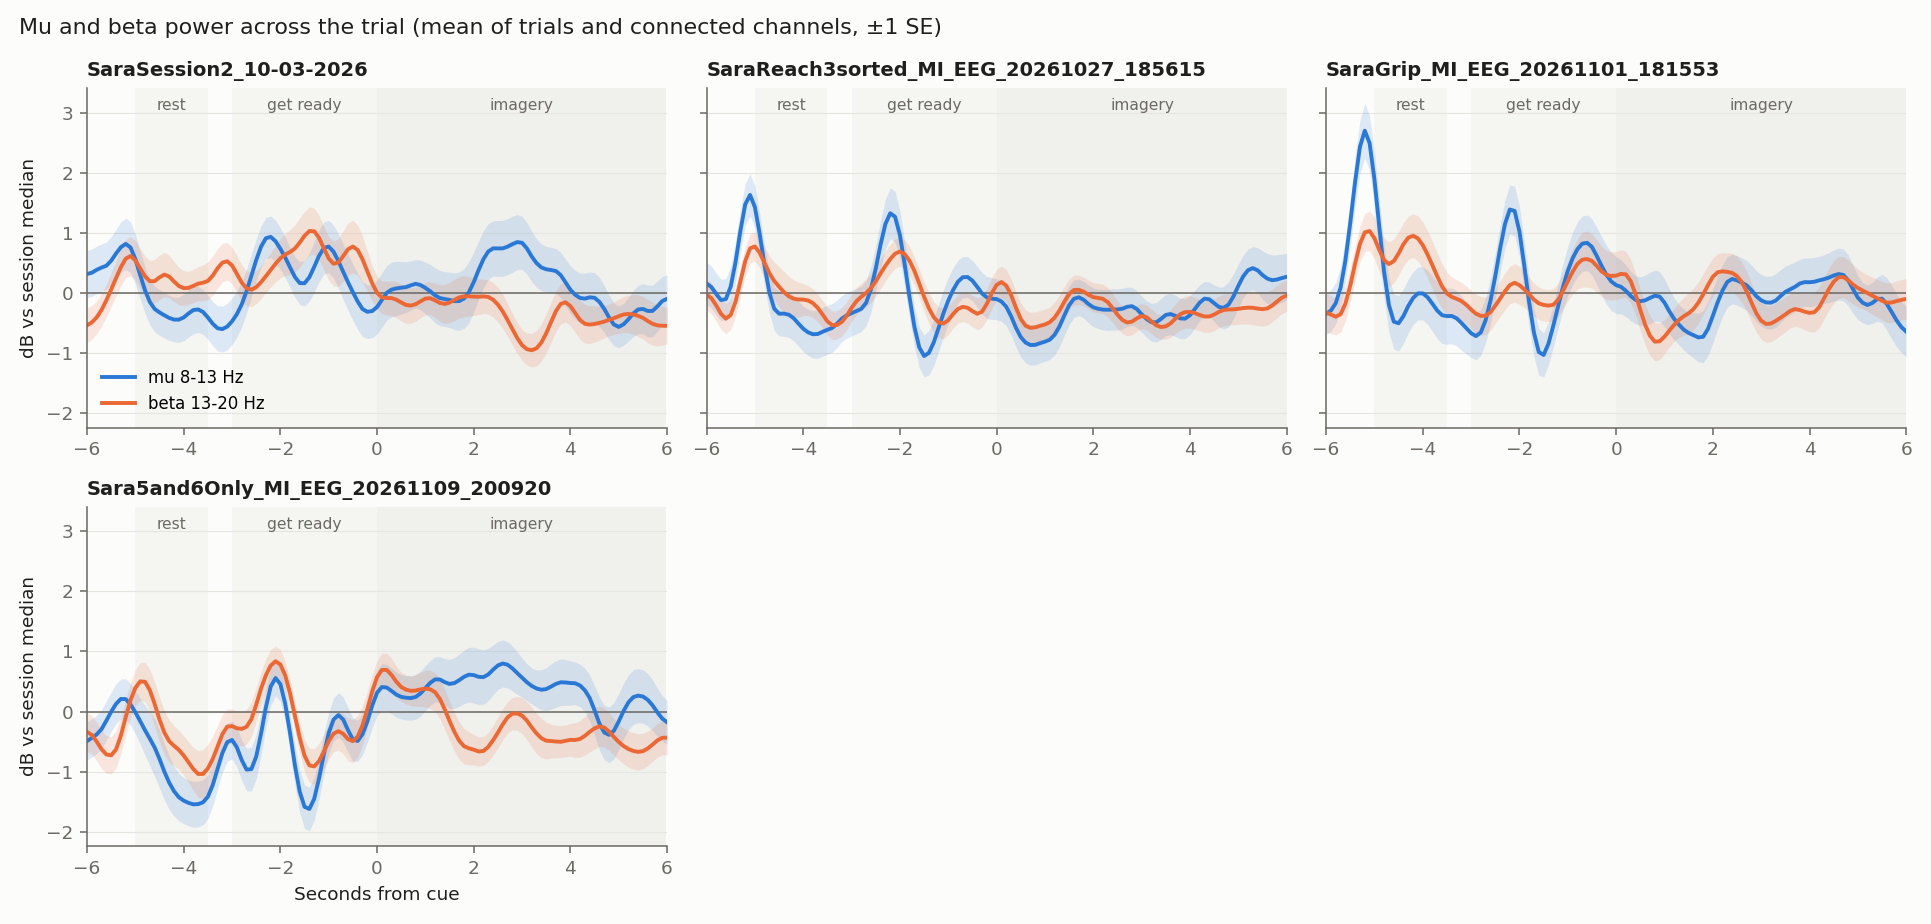 Mu and beta power across the trial (mean of trials and connected channels, ±1 SE)
SaraSession2_10-03-2026
rest
get ready
imagery
dB vs session median
3
2
1
0
−1
−2
mu 8-13 Hz
beta 13-20 Hz
−6 −4 −2 0 2 4 6
SaraReach3sorted_MI_EEG_20261027_185615
rest
get ready
imagery
−6 −4 −2 0 2 4 6
SaraGrip_MI_EEG_20261101_181553
rest
get ready
imagery
−6 −4 −2 0 2 4 6
Sara5and6Only_MI_EEG_20261109_200920
rest
get ready
imagery
dB vs session median
3
2
1
0
−1
−2
−6 −4 −2 0 2 4 6
Seconds from cue